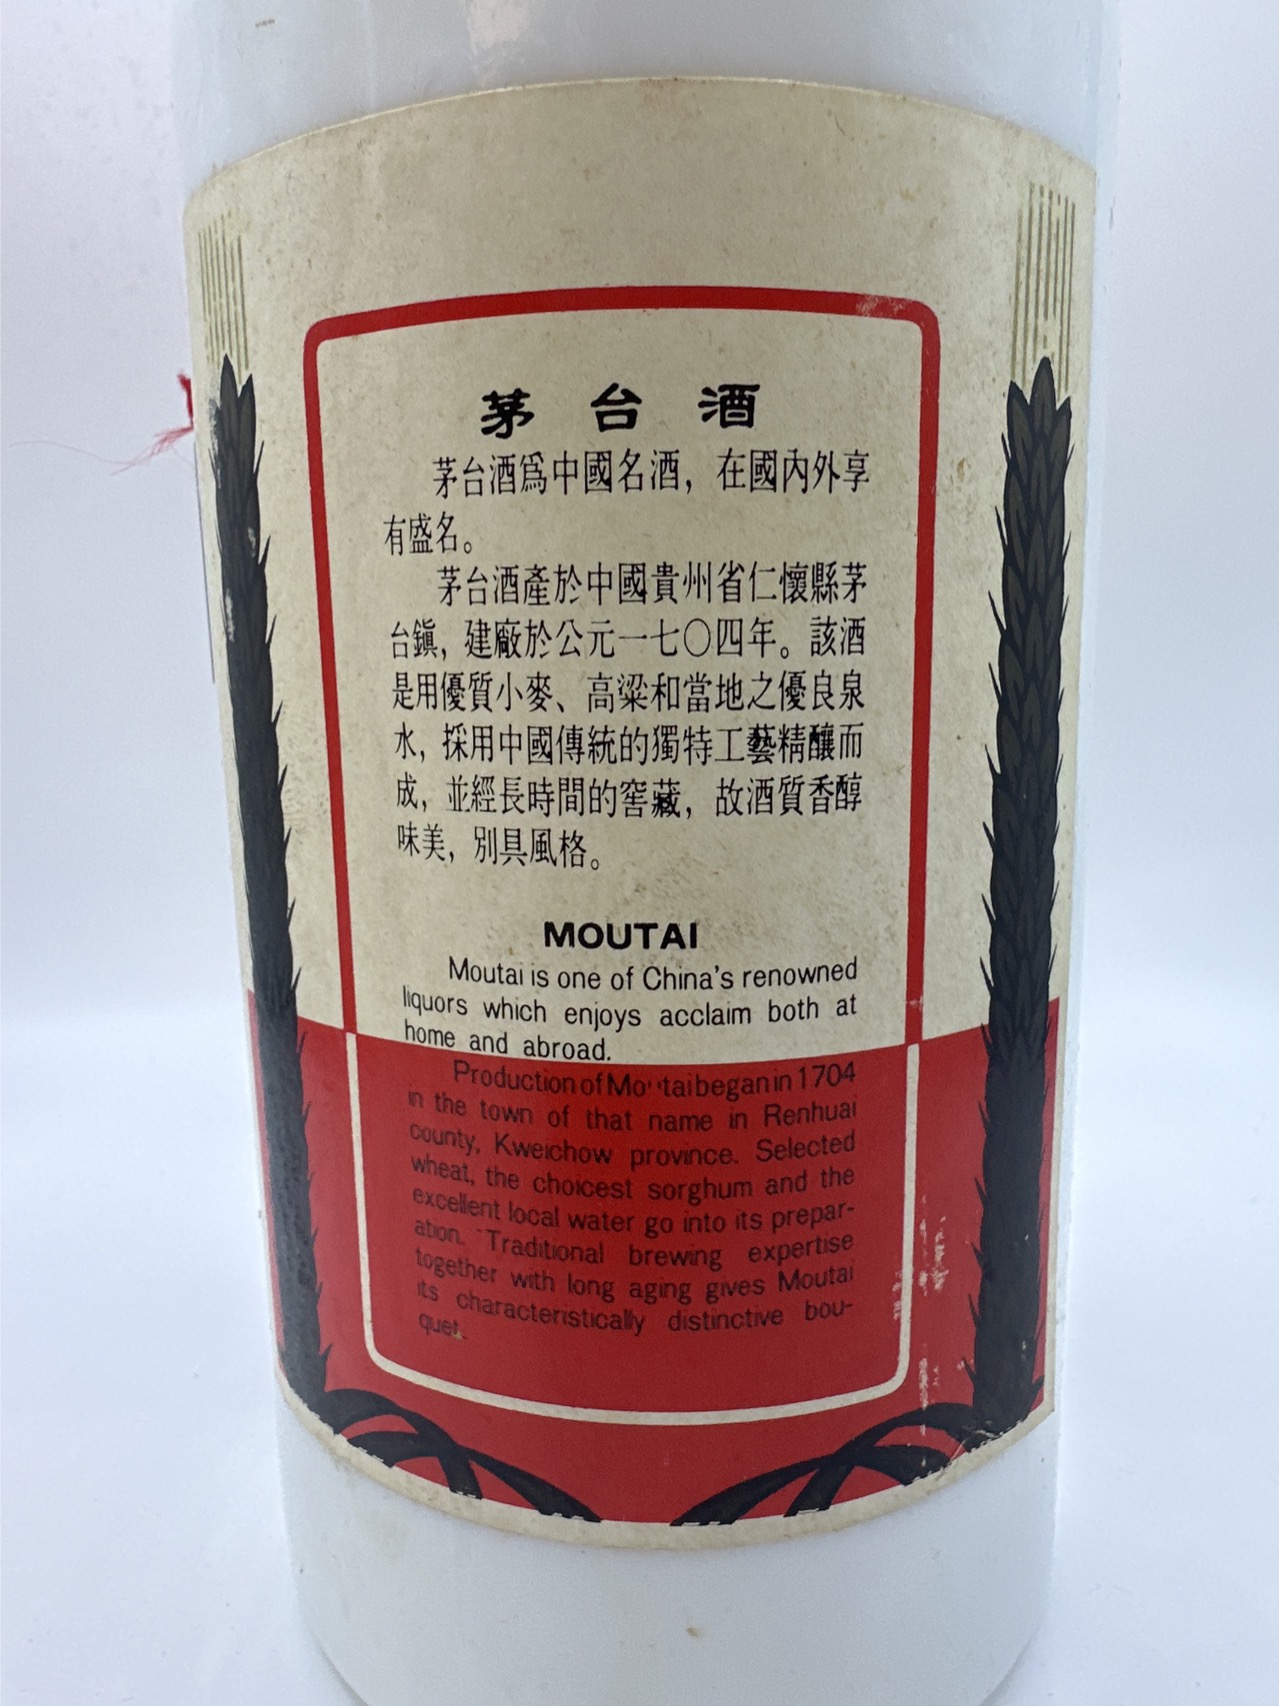 茅台酒
茅台酒爲中國名酒，在國內外享
有盛名。
茅台酒產於中國貴州省仁懷縣茅
台鎮，建廠於公元一七〇四年。該酒
是用優質小麥、高粱和當地之優良泉
水，採用中國傳統的獨特工藝精釀而
成，並經長時間的窖藏，故酒質香醇
味美，別具風格。
MOUTAI
Moutai is one of China's renowned
liquors which enjoys acclaim both at
home and abroad.
Production of Moutai began in 1704
in the town of that name in Renhuai
county, Kweichow province. Selected
wheat, the choicest sorghum and the
excellent local water go into its prepar-
ation. Traditional brewing expertise
together with long aging gives Moutai
its characteristically distinctive bou-
quet.